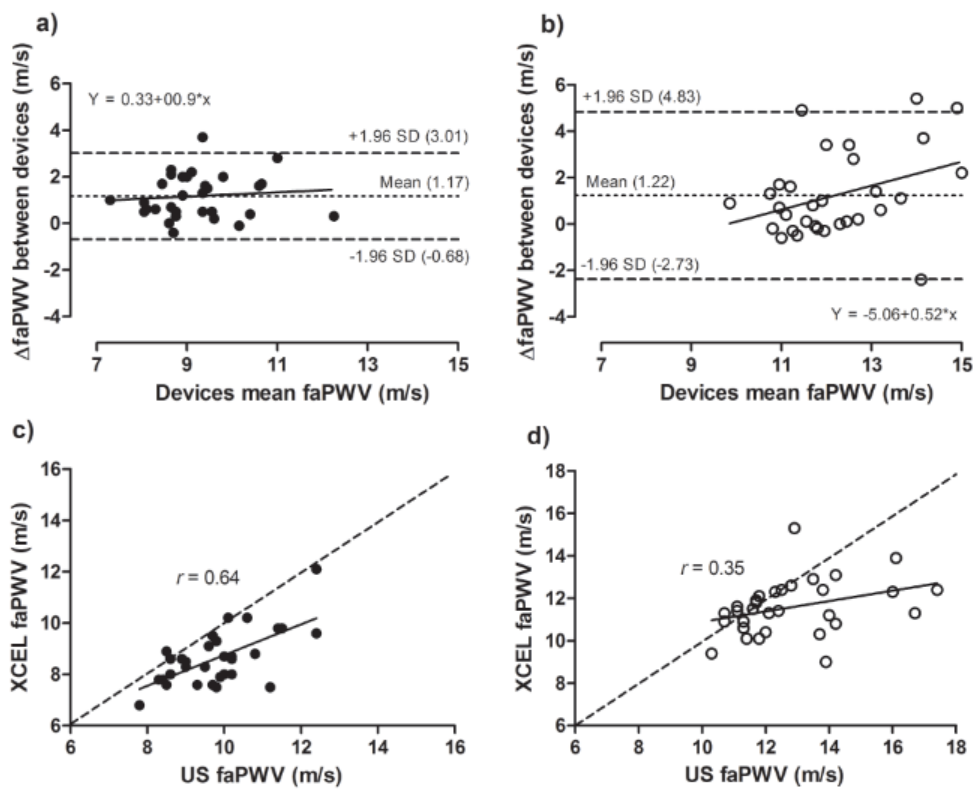 a)
ΔfaPWV between devices (m/s)
6
4
2
0
-2
-4
Y = 0.33+00.9*x
+1.96 SD (3.01)
Mean (1.17)
-1.96 SD (-0.68)
7 9 11 13 15
Devices mean faPWV (m/s)
b)
ΔfaPWV between devices (m/s)
6
4
2
0
-2
-4
+1.96 SD (4.83)
Mean (1.22)
-1.96 SD (-2.73)
Y = -5.06+0.52*x
7 9 11 13 15
Devices mean faPWV (m/s)
c)
XCEL faPWV (m/s)
16
14
12
10
8
6
r = 0.64
6 8 10 12 14 16
US faPWV (m/s)
d)
XCEL faPWV (m/s)
18
16
14
12
10
8
6
r = 0.35
6 8 10 12 14 16 18
US faPWV (m/s)